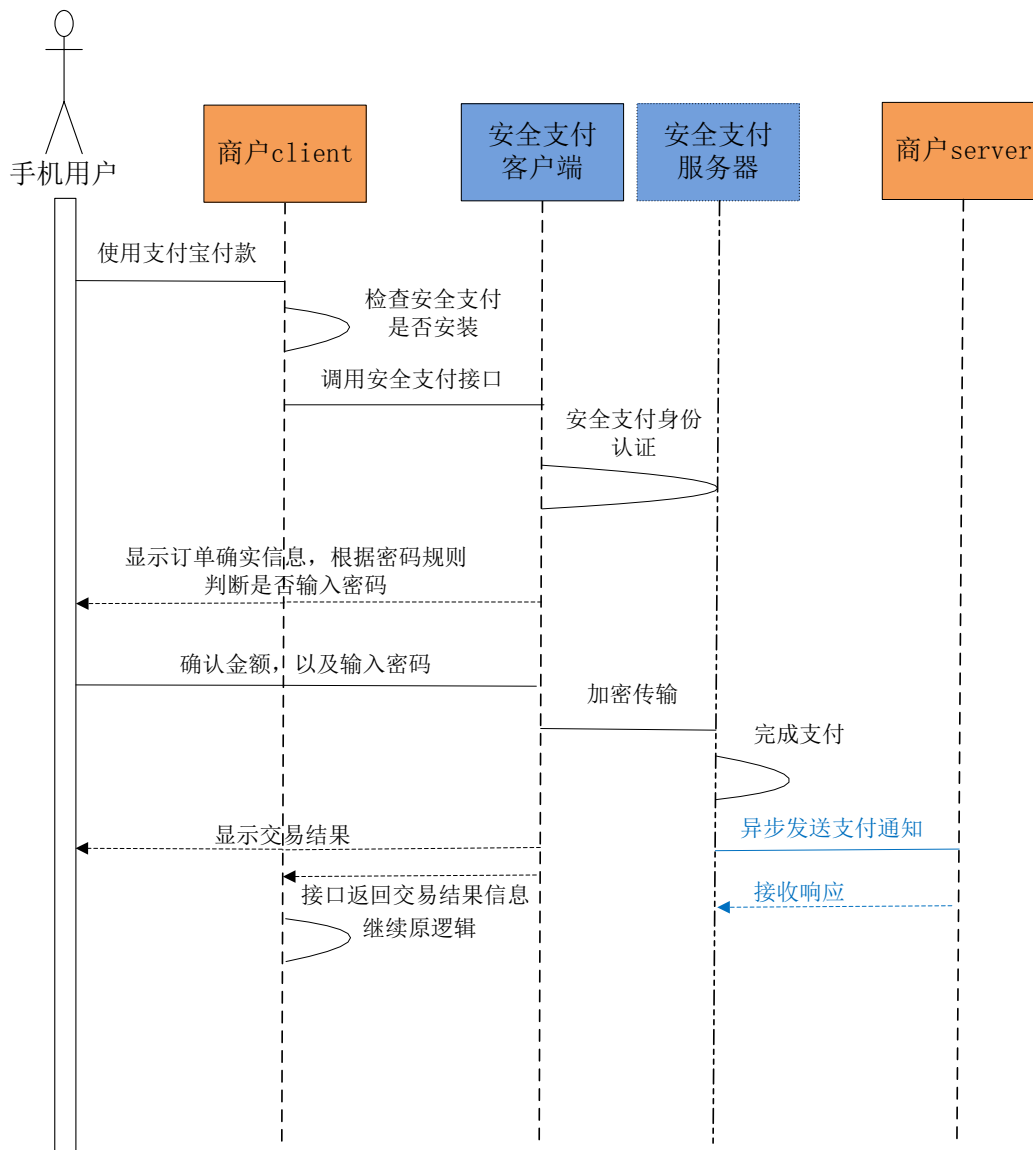 手机用户
商户client
安全支付
客户端
安全支付
服务器
商户server
使用支付宝付款
检查安全支付
是否安装
调用安全支付接口
安全支付身份
认证
显示订单确实信息，根据密码规则
判断是否输入密码
确认金额，以及输入密码
加密传输
完成支付
显示交易结果
异步发送支付通知
接口返回交易结果信息
接收响应
继续原逻辑